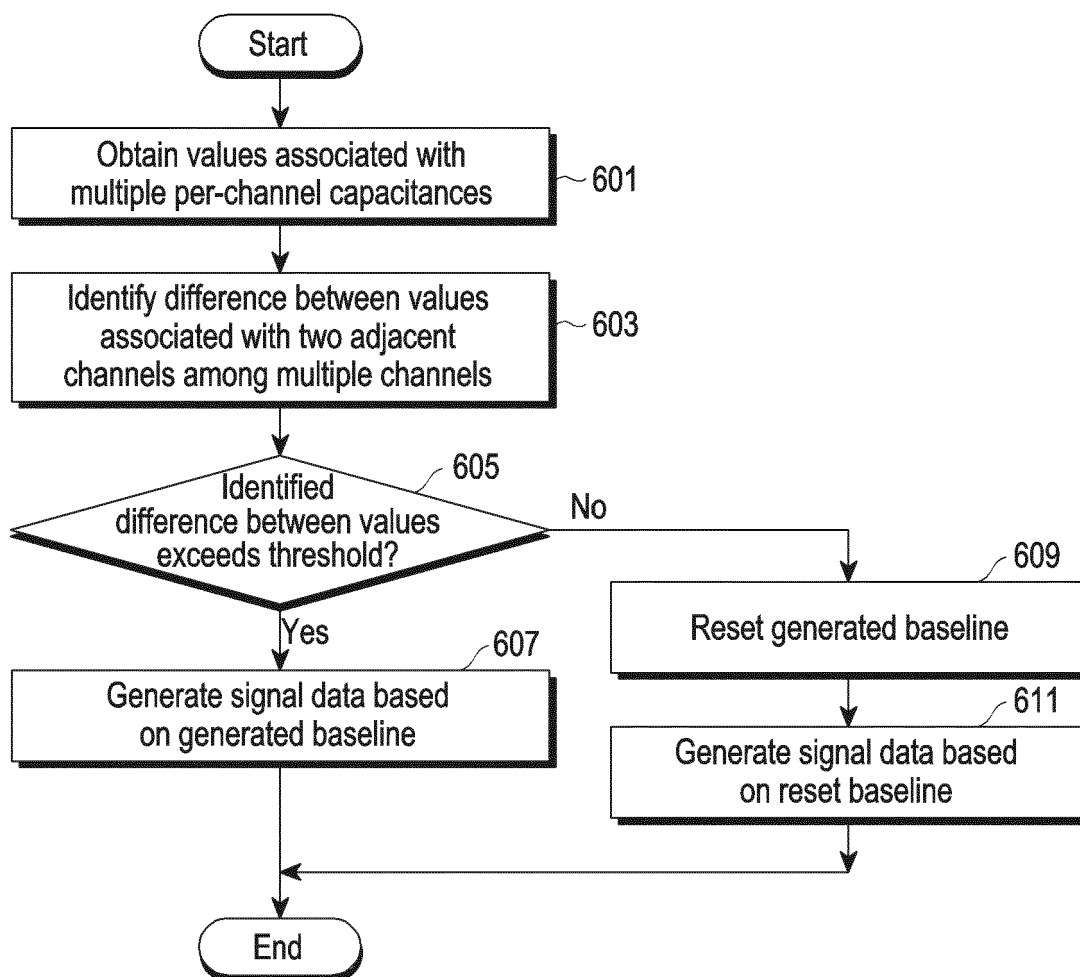 Start
Obtain values associated with
multiple per-channel capacitances
601
Identify difference between values
associated with two adjacent
channels among multiple channels
603
605
Identified
difference between values
exceeds threshold?
No
Yes
607
Generate signal data based
on generated baseline
609
Reset generated baseline
611
Generate signal data based
on reset baseline
End